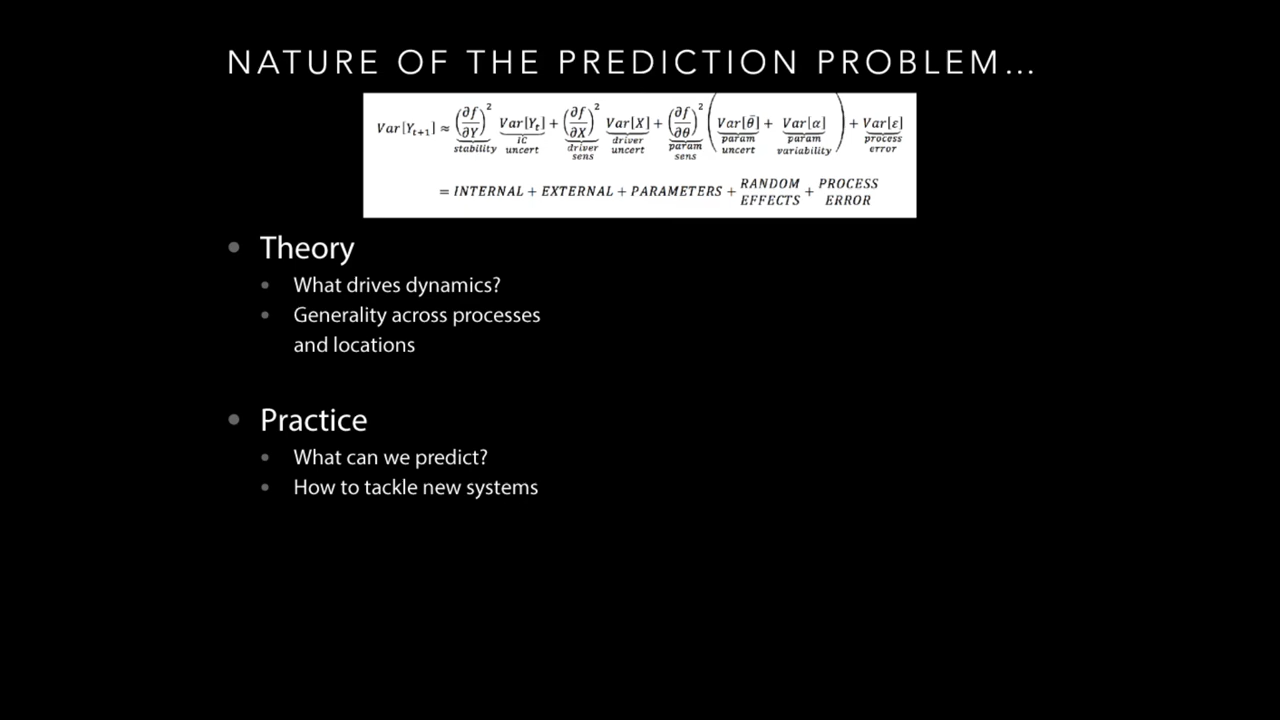 NATURE OF THE PREDICTION PROBLEM...
Var[Yₜ₊₁] ≈ (∂f/∂Y)² Var[Yₜ] + (∂f/∂X)² Var[X] + (∂f/∂θ)² (Var[θ̄] + Var[α]) + Var[ε]
stability IC uncert driver sens driver uncert param sens param uncert param variability process error
= INTERNAL + EXTERNAL + PARAMETERS + RANDOM EFFECTS + PROCESS ERROR
• Theory
• What drives dynamics?
• Generality across processes
and locations
• Practice
• What can we predict?
• How to tackle new systems